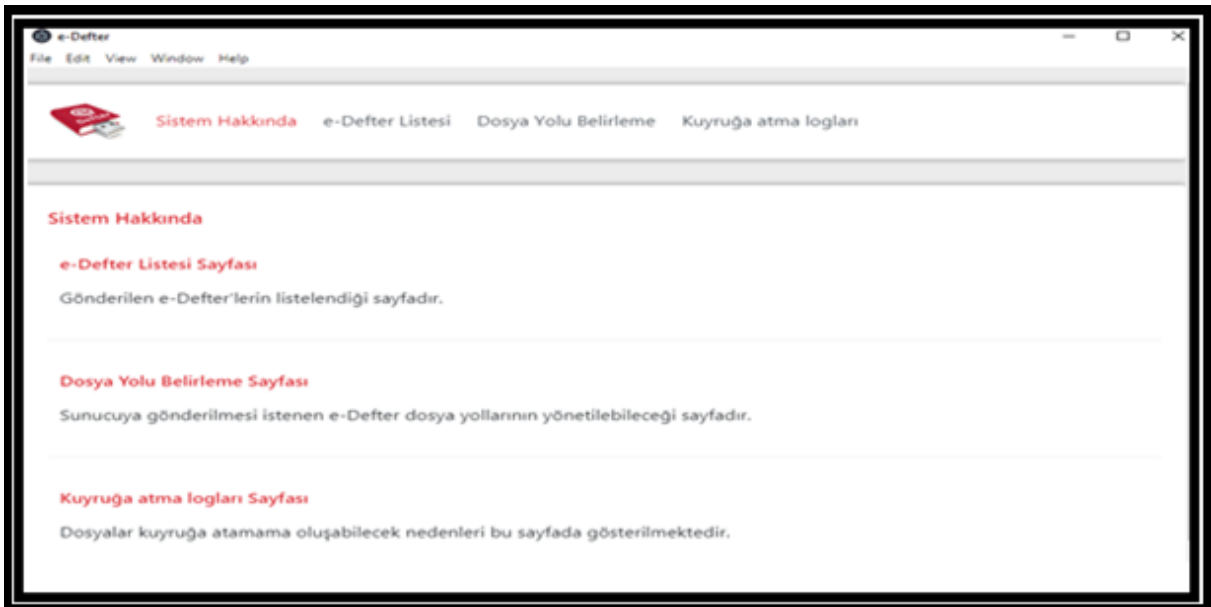 e-Defter
File Edit View Window Help
Sistem Hakkında e-Defter Listesi Dosya Yolu Belirleme Kuyruğa atma logları
Sistem Hakkında
e-Defter Listesi Sayfası
Gönderilen e-Defter'lerin listelendiği sayfadır.
Dosya Yolu Belirleme Sayfası
Sunucuya gönderilmesi istenen e-Defter dosya yollarının yönetilebileceği sayfadır.
Kuyruğa atma logları Sayfası
Dosyalar kuyruğa atamama oluşabilecek nedenleri bu sayfada gösterilmektedir.